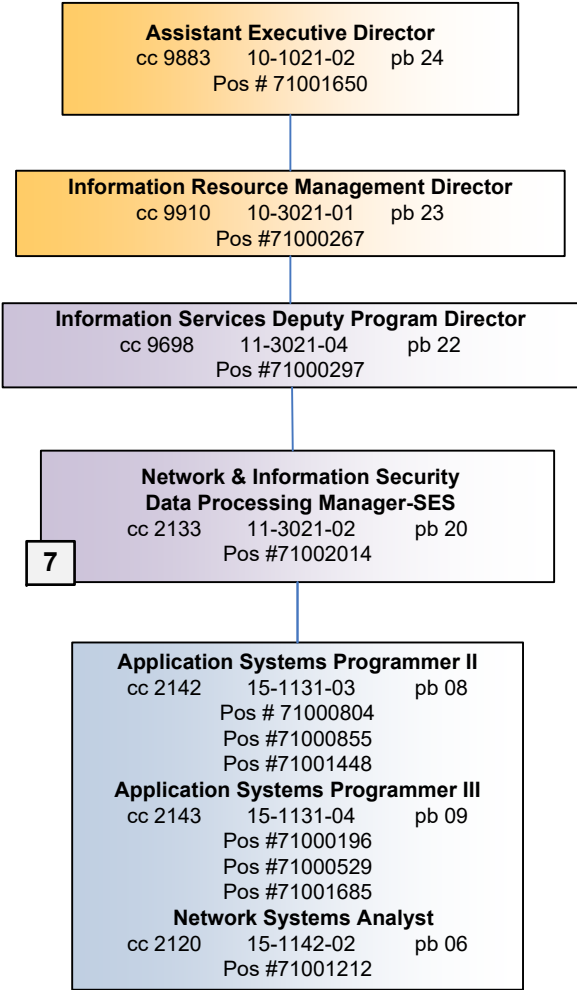 Assistant Executive Director
cc 9883 10-1021-02 pb 24
Pos # 71001650
Information Resource Management Director
cc 9910 10-3021-01 pb 23
Pos #71000267
Information Services Deputy Program Director
cc 9698 11-3021-04 pb 22
Pos #71000297
Network & Information Security
Data Processing Manager-SES
cc 2133 11-3021-02 pb 20
Pos #71002014
7
Application Systems Programmer II
cc 2142 15-1131-03 pb 08
Pos # 71000804
Pos #71000855
Pos #71001448
Application Systems Programmer III
cc 2143 15-1131-04 pb 09
Pos #71000196
Pos #71000529
Pos #71001685
Network Systems Analyst
cc 2120 15-1142-02 pb 06
Pos #71001212